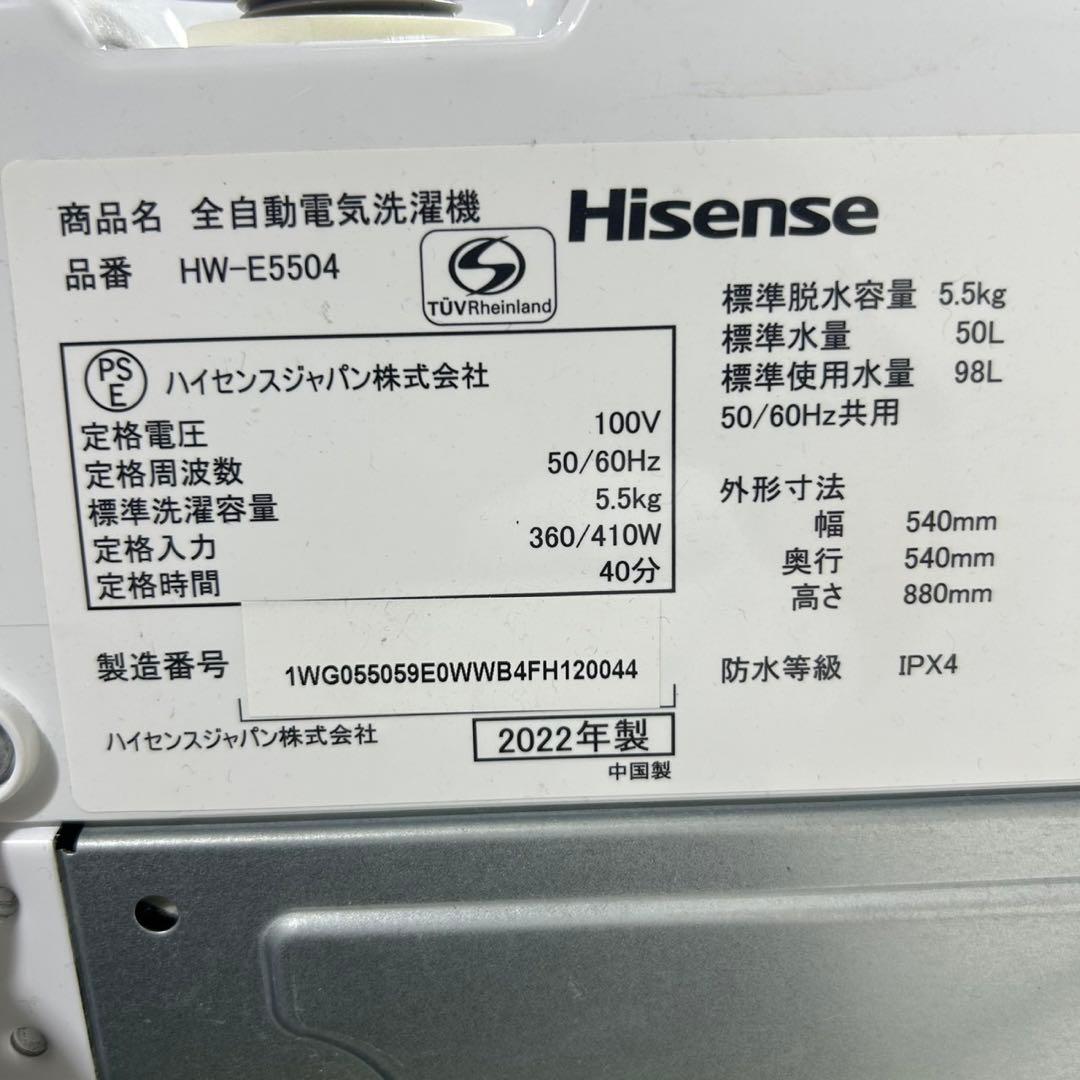 商品名 全自動電気洗濯機
品番 HW-E5504
TÜVRheinland
Hisense
PSE ハイセンスジャパン株式会社
定格電圧 100V
定格周波数 50/60Hz
標準洗濯容量 5.5kg
定格入力 360/410W
定格時間 40分
製造番号 1WG055059E0WWB4FH120044
ハイセンスジャパン株式会社 2022年製
中国製
標準脱水容量 5.5kg
標準水量 50L
標準使用水量 98L
50/60Hz共用
外形寸法
幅 540mm
奥行 540mm
高さ 880mm
防水等級 IPX4